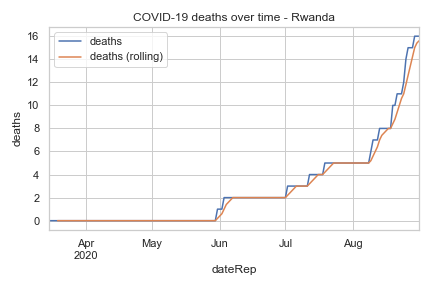 COVID-19 deaths over time - Rwanda
deaths
deaths (rolling)
16
14
12
10
8
6
4
2
0
deaths
Apr
2020
May
Jun
Jul
Aug
dateRep